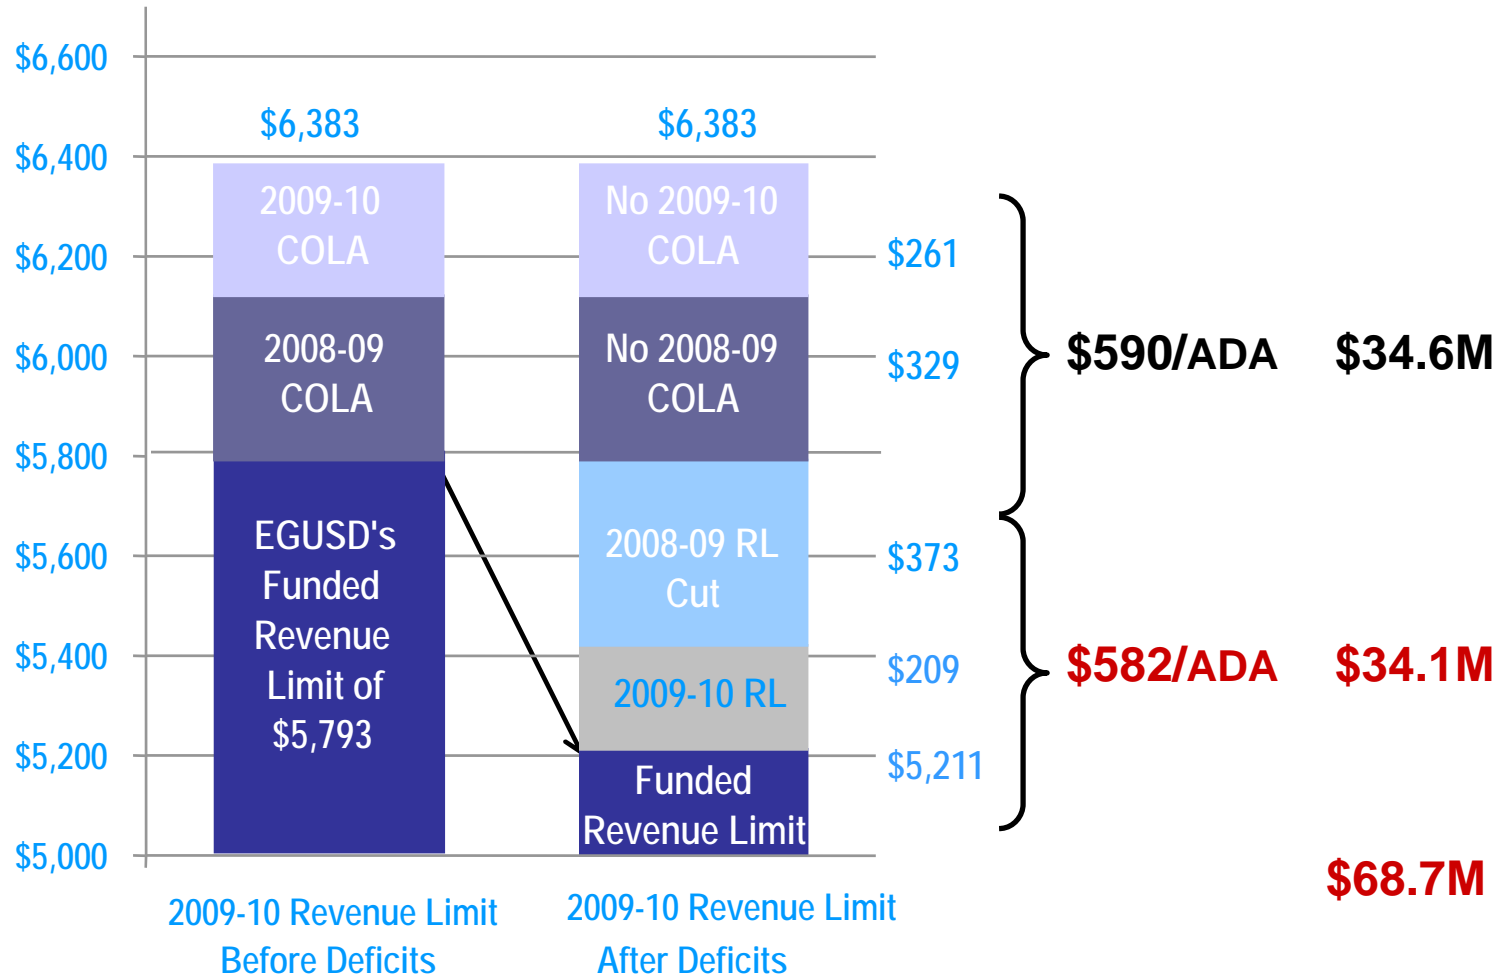 $6,600
$6,400
$6,200
$6,000
$5,800
$5,600
$5,400
$5,200
$5,000
$6,383
2009-10
COLA
2008-09
COLA
EGUSD's
Funded
Revenue
Limit of
$5,793
$6,383
No 2009-10
COLA
No 2008-09
COLA
2008-09 RL
Cut
2009-10 RL
Funded
Revenue Limit
$261
$329
$373
$209
$5,211
$590/ADA $34.6M
$582/ADA $34.1M
$68.7M
2009-10 Revenue Limit
Before Deficits
2009-10 Revenue Limit
After Deficits